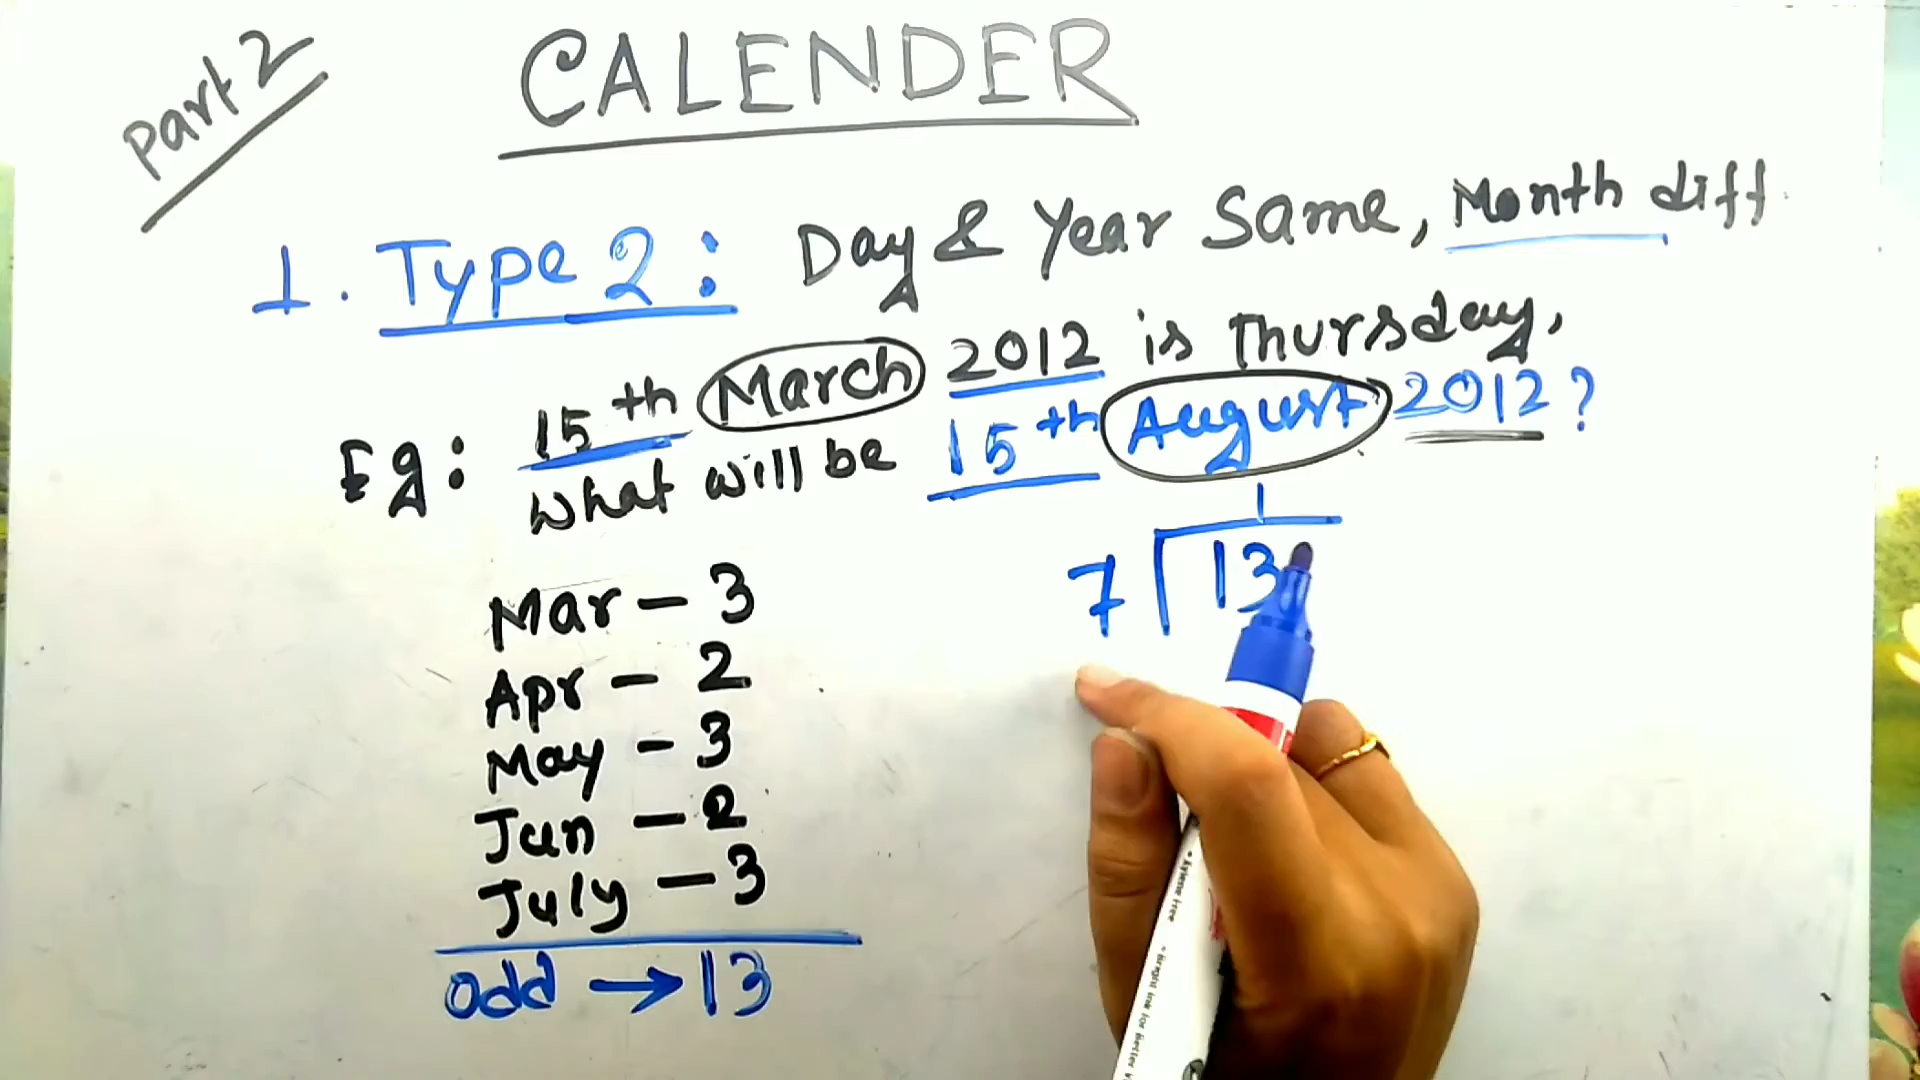 Part 2
CALENDER
1. Type 2: Day & Year Same, Month diff.
Eg: 15th March 2012 is Thursday,
What will be 15th August 2012?
1
7 13
Mar - 3
Apr - 2
May - 3
Jun - 2
July - 3
odd → 13
Xylene free